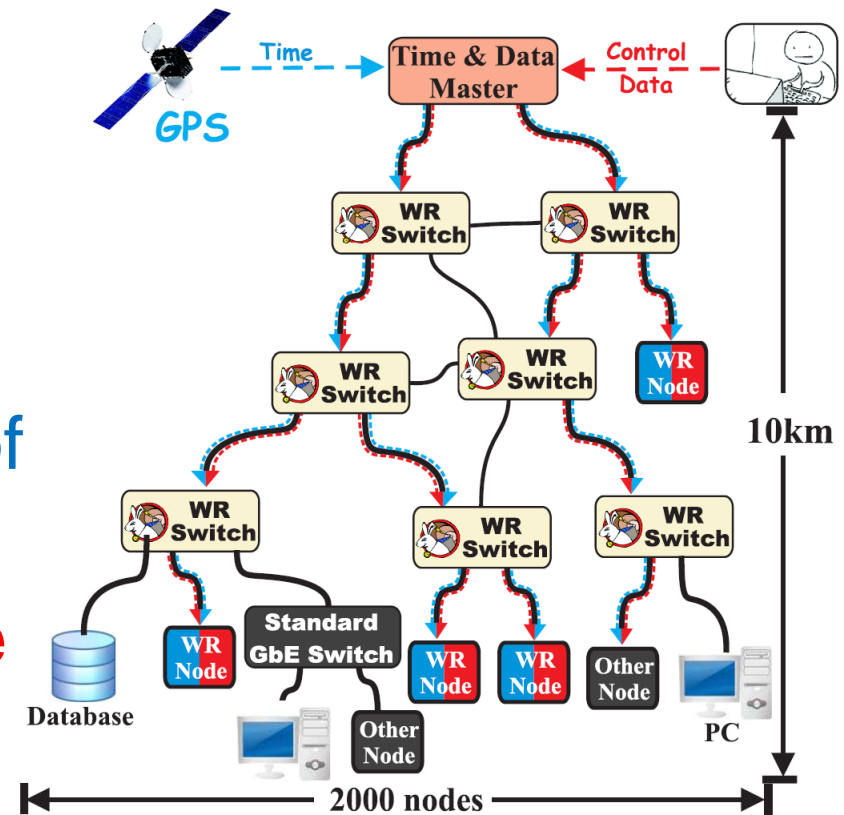 Time
Time & Data
Master
Control
Data
GPS
WR
Switch
WR
Switch
WR
Switch
WR
Switch
WR
Node
10km
of
WR
Switch
WR
Switch
WR
Switch
WR
Node
Standard
GbE Switch
WR
Node
WR
Node
Other
Node
e
Database
Other
Node
PC
2000 nodes